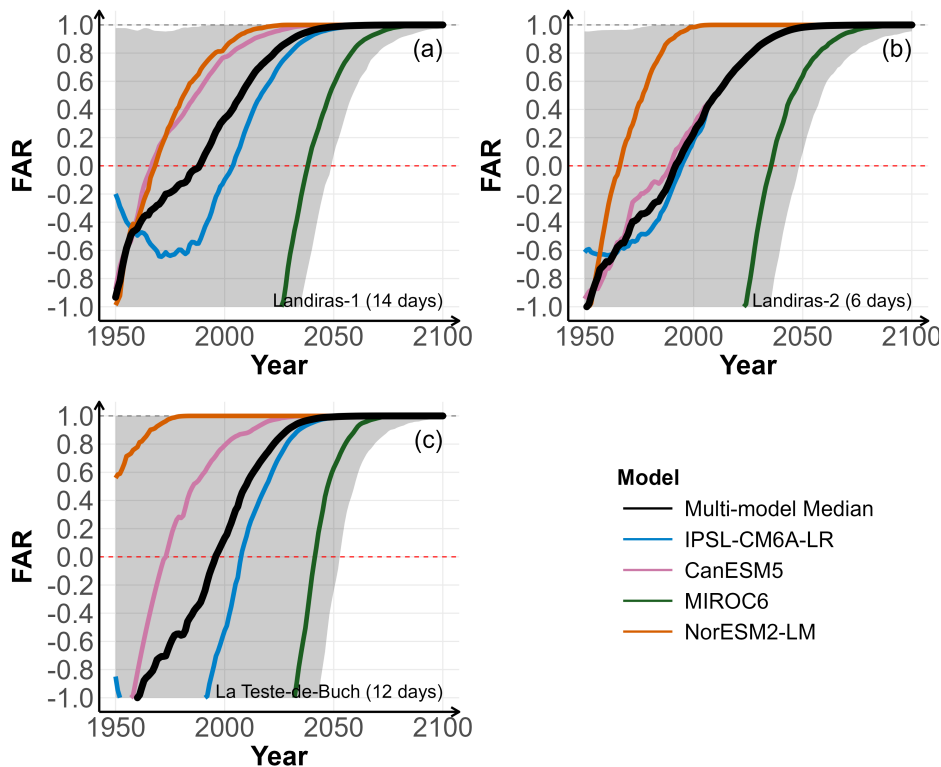 1.0
0.8
0.6
0.4
0.2
0.0
-0.2
-0.4
-0.6
-0.8
-1.0
FAR
(a)
Landiras-1 (14 days)
1950
2000
2050
2100
Year
1.0
0.8
0.6
0.4
0.2
0.0
-0.2
-0.4
-0.6
-0.8
-1.0
FAR
(b)
Landiras-2 (6 days)
1950
2000
2050
2100
Year
1.0
0.8
0.6
0.4
0.2
0.0
-0.2
-0.4
-0.6
-0.8
-1.0
FAR
(c)
La Teste-de-Buch (12 days)
1950
2000
2050
2100
Year
Model
Multi-model Median
IPSL-CM6A-LR
CanESM5
MIROC6
NorESM2-LM